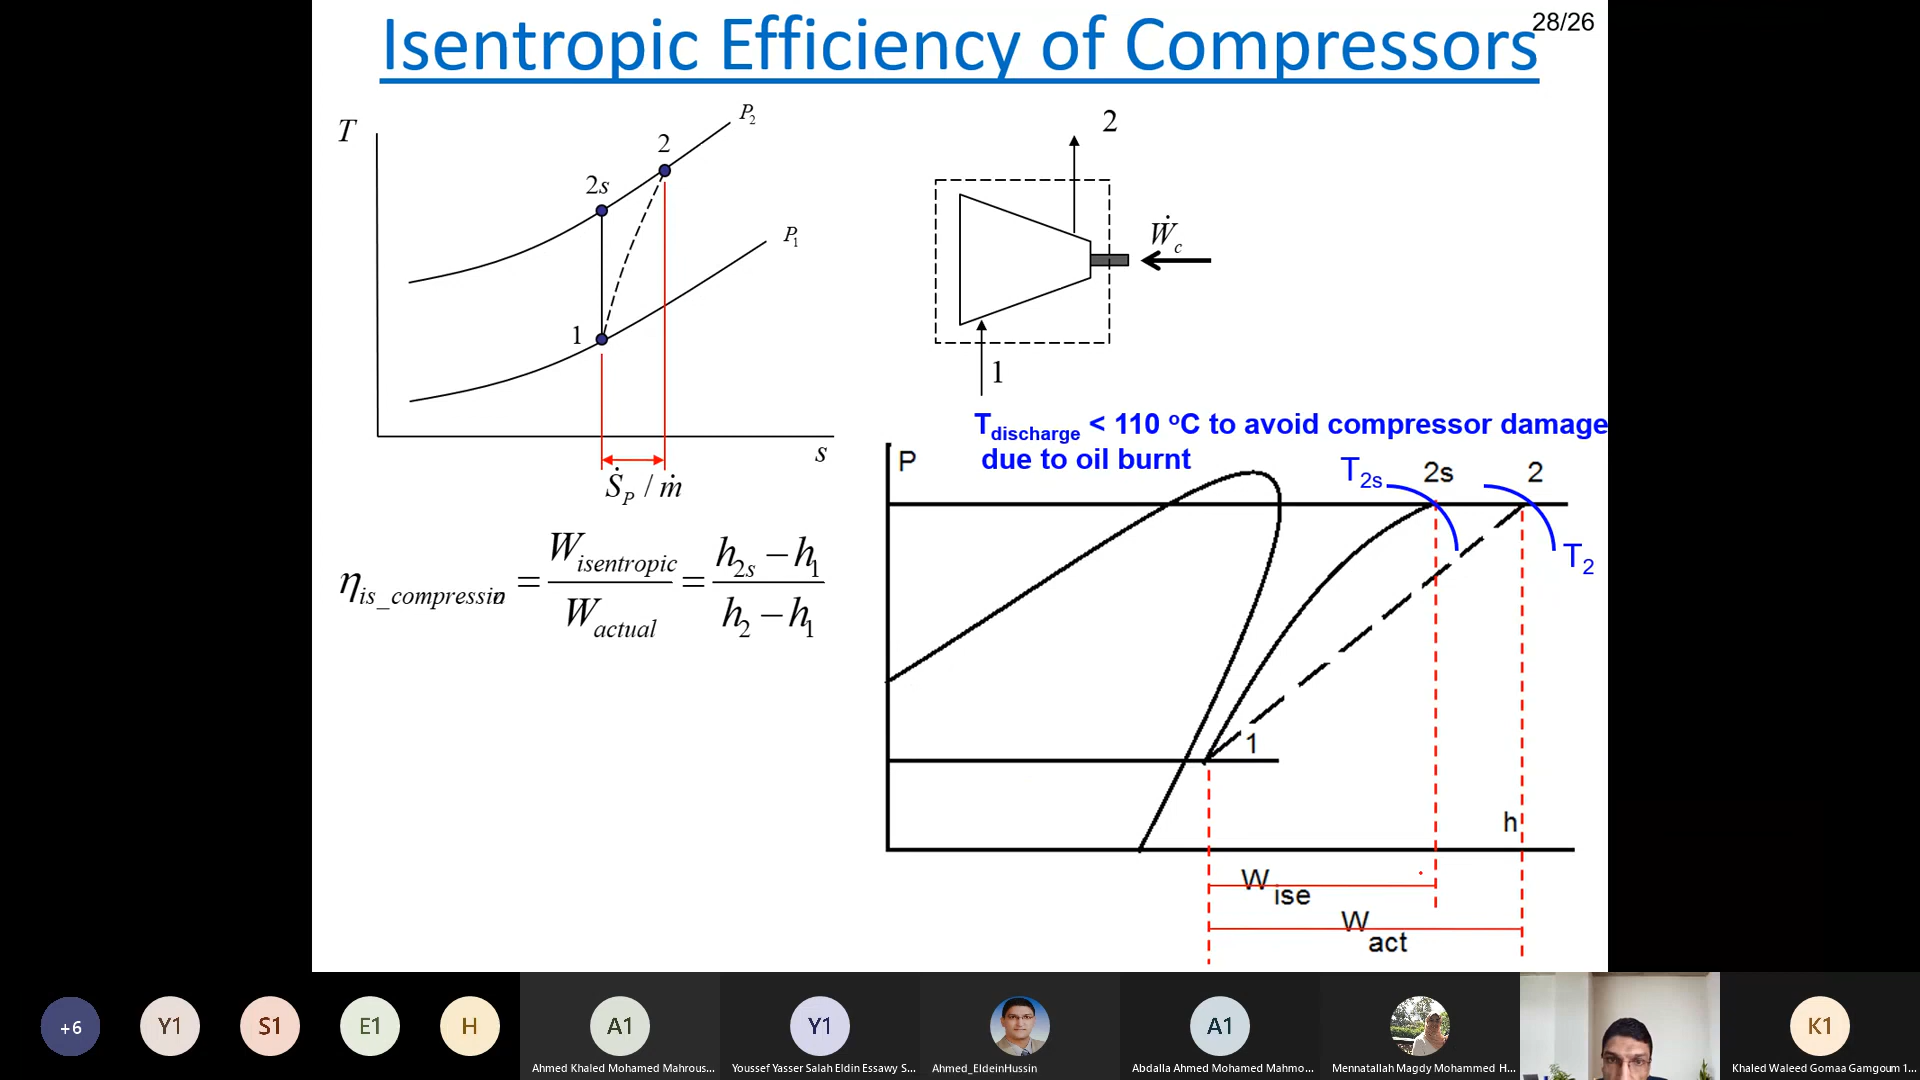 Isentropic Efficiency of Compressors
28/26
T
P2
2
2s
P1
1
s
ṠP / ṁ
2
Ẇc
1
ηis_compressin = Wisentropic / Wactual = h2s − h1 / h2 − h1
Tdischarge < 110 ºC to avoid compressor damage
due to oil burnt
P
T2s
2s
2
T2
1
h
W ise
W act
+6
Y1
S1
E1
H
A1
Ahmed Khaled Mohamed Mahrous...
Y1
Youssef Yasser Salah Eldin Essawy S...
Ahmed_EldeinHussin
A1
Abdalla Ahmed Mohamed Mahmo...
Mennatallah Magdy Mohammed H...
K1
Khaled Waleed Gomaa Gamgoum 1...